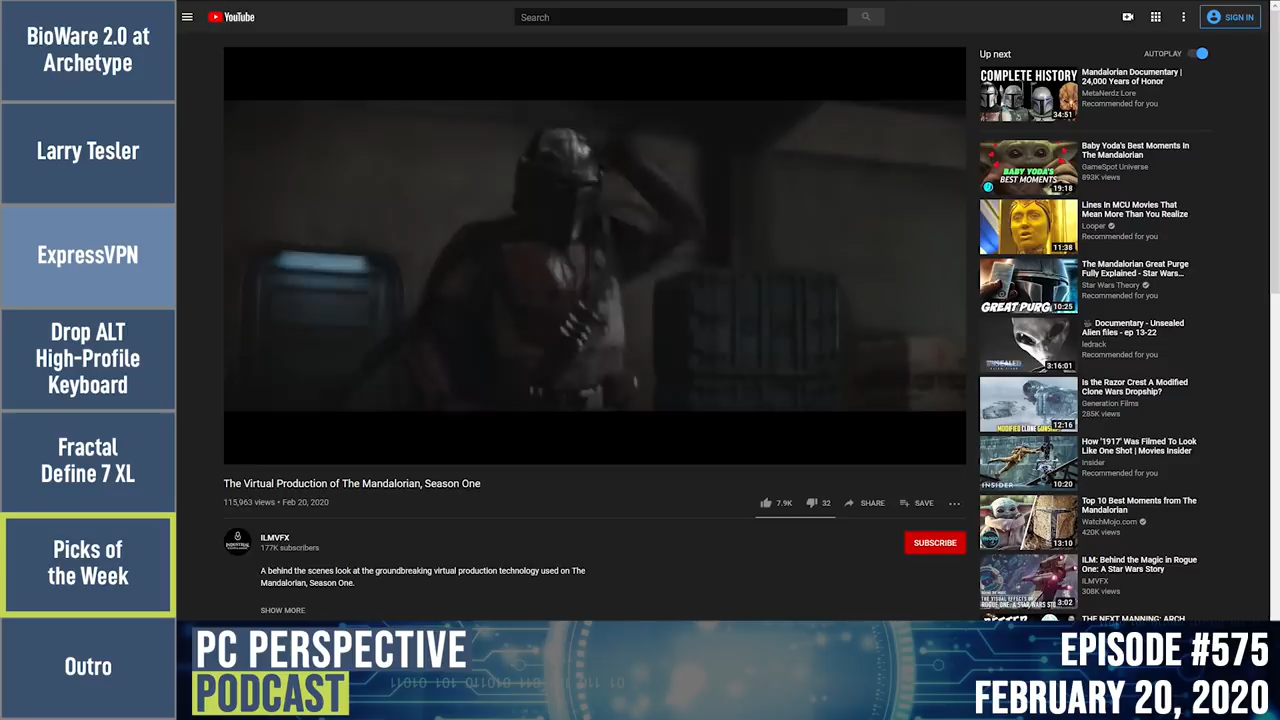 BioWare 2.0 at
Archetype
Larry Tesler
ExpressVPN
Drop ALT
High-Profile
Keyboard
Fractal
Define 7 XL
Picks of
the Week
Outro
YouTube
Search
SIGN IN
The Virtual Production of The Mandalorian, Season One
115,963 views • Feb 20, 2020
7.9K
32
SHARE
SAVE
ILMVFX
177K subscribers
SUBSCRIBE
A behind the scenes look at the groundbreaking virtual production technology used on The
Mandalorian, Season One.
SHOW MORE
Up next
AUTOPLAY
COMPLETE HISTORY
34:51
Mandalorian Documentary |
24,000 Years of Honor
MetaNerdz Lore
Recommended for you
BABY YODA'S
BEST MOMENTS
19:18
Baby Yoda's Best Moments In
The Mandalorian
GameSpot Universe
893K views
11:38
Lines In MCU Movies That
Mean More Than You Realize
Looper
Recommended for you
GREAT PURG
10:25
The Mandalorian Great Purge
Fully Explained - Star Wars...
Star Wars Theory
Recommended for you
3:16:01
Documentary - Unsealed
Alien files - ep 13-22
ledrack
Recommended for you
MODIFIED CLONE
12:16
Is the Razor Crest A Modified
Clone Wars Dropship?
Generation Films
285K views
INSIDER
10:20
How '1917' Was Filmed To Look
Like One Shot | Movies Insider
Insider
Recommended for you
13:10
Top 10 Best Moments from The
Mandalorian
WatchMojo.com
420K views
THE VISUAL EFFECTS OF
3:02
ILM: Behind the Magic in Rogue
One: A Star Wars Story
ILMVFX
308K views
THE NEXT MANNING: ARCH
PC PERSPECTIVE
PODCAST
EPISODE #575
FEBRUARY 20, 2020